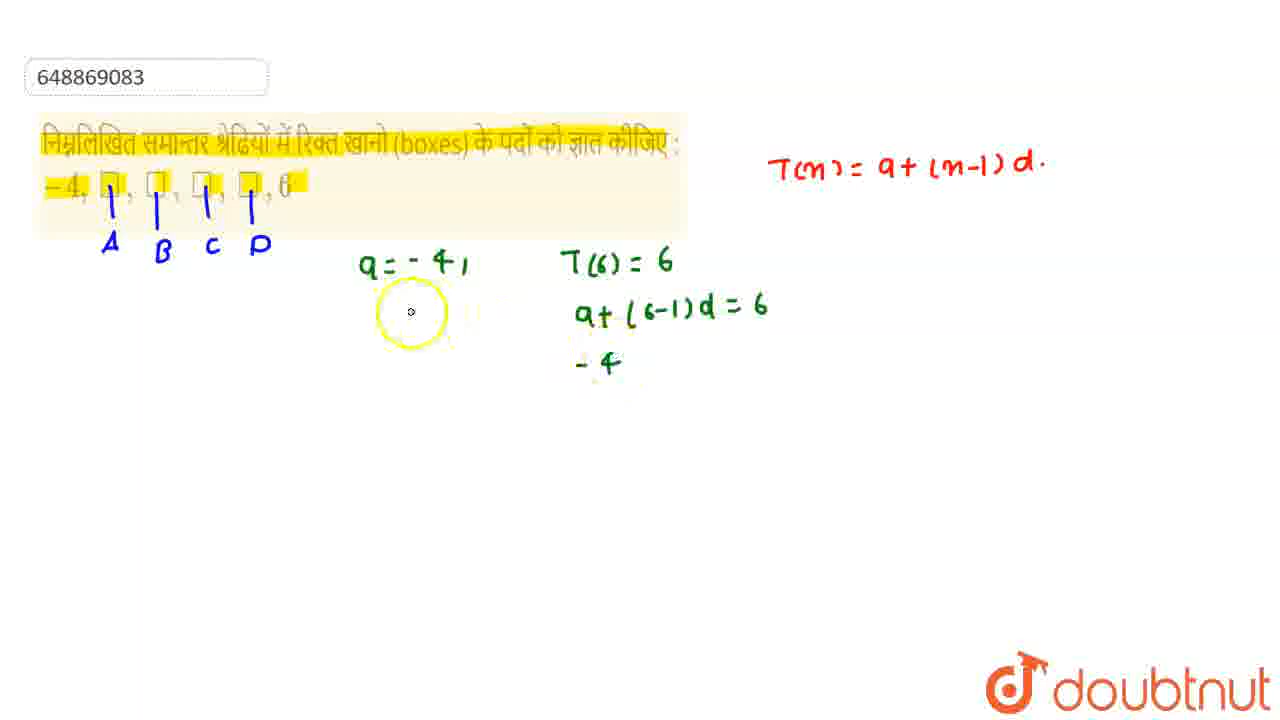 648869083
निम्नलिखित समान्तर श्रेढियों में रिक्त खानो (boxes) के पदों को ज्ञात कीजिए :
– 4, □, □, □, □, 6
A B C D
T(n) = a + (n-1) d.
a = - 4,
T(6) = 6
a + (6-1) d = 6
- 4
doubtnut